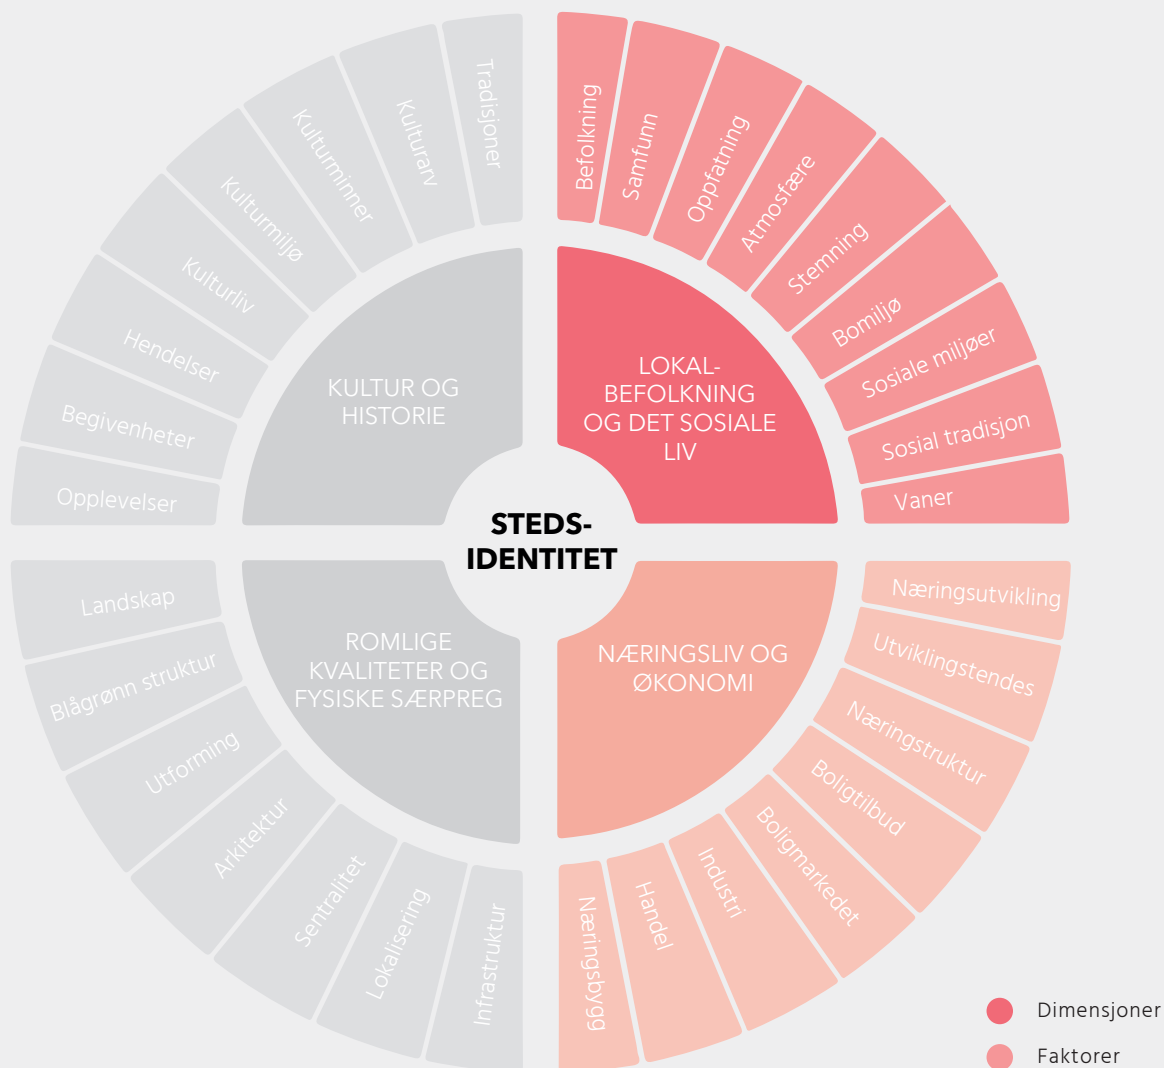 Tradisjoner
Kulturarv
Kulturminner
Kulturmiljø
Kulturliv
Hendelser
Begivenheter
Opplevelser
KULTUR OG
HISTORIE
Befolkning
Samfunn
Oppfatning
Atmosfære
Stemning
Bomiljø
Sosiale miljøer
Sosial tradisjon
Vaner
LOKAL-
BEFOLKNING
OG DET SOSIALE
LIV
STEDS-
IDENTITET
Landskap
Blågrønn struktur
Utforming
Arkitektur
Sentralitet
Lokalisering
Infrastruktur
ROMLIGE
KVALITETER OG
FYSISKE SÆRPREG
NÆRINGSLIV OG
ØKONOMI
Næringsutvikling
Utviklingstendes
Næringstruktur
Boligtilbud
Boligmarkedet
Industri
Handel
Næringsbygg
Dimensjoner
Faktorer